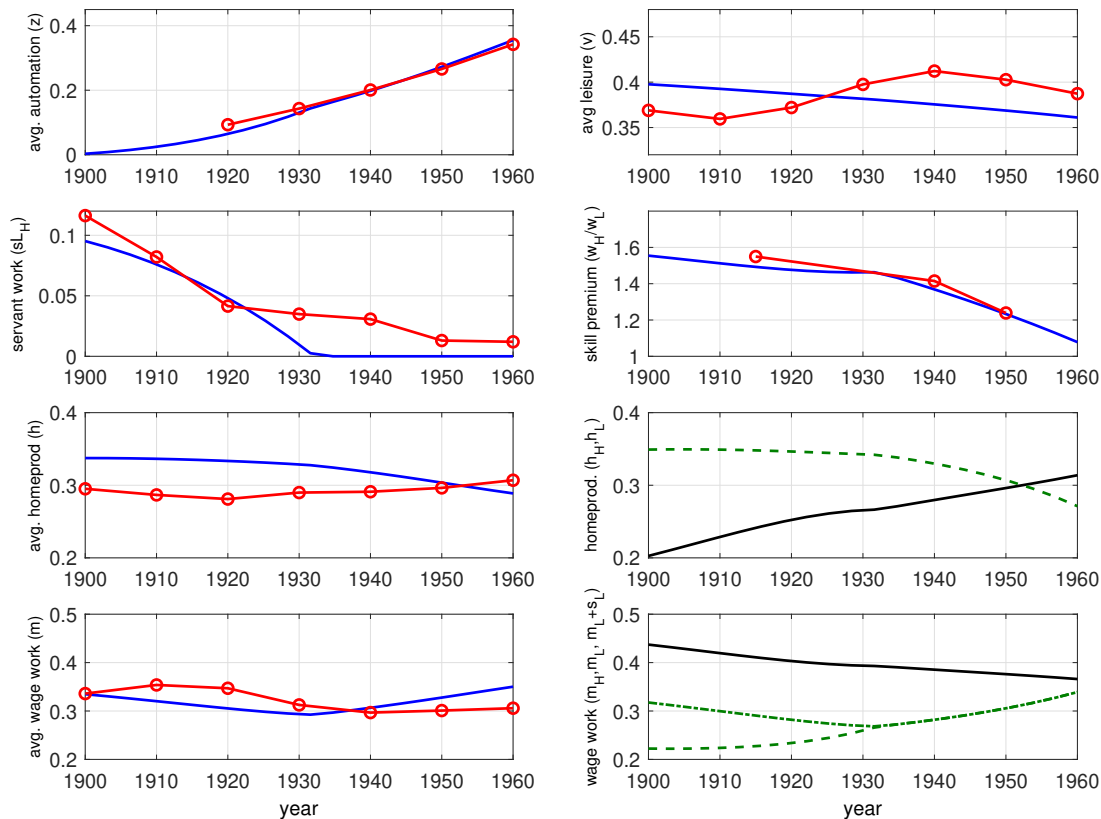 avg. automation (z)
0.4
0.2
0
1900 1910 1920 1930 1940 1950 1960
avg leisure (v)
0.45
0.4
0.35
1900 1910 1920 1930 1940 1950 1960
servant work (sL_H)
0.1
0.05
0
1900 1910 1920 1930 1940 1950 1960
skill premium (w_H/w_L)
1.6
1.4
1.2
1
1900 1910 1920 1930 1940 1950 1960
avg. homeprod (h)
0.4
0.3
0.2
1900 1910 1920 1930 1940 1950 1960
homeprod. (h_H,h_L)
0.4
0.3
0.2
1900 1910 1920 1930 1940 1950 1960
avg. wage work (m)
0.5
0.4
0.3
0.2
1900 1910 1920 1930 1940 1950 1960
year
wage work (m_H,m_L, m_L+s_L)
0.5
0.4
0.3
0.2
1900 1910 1920 1930 1940 1950 1960
year